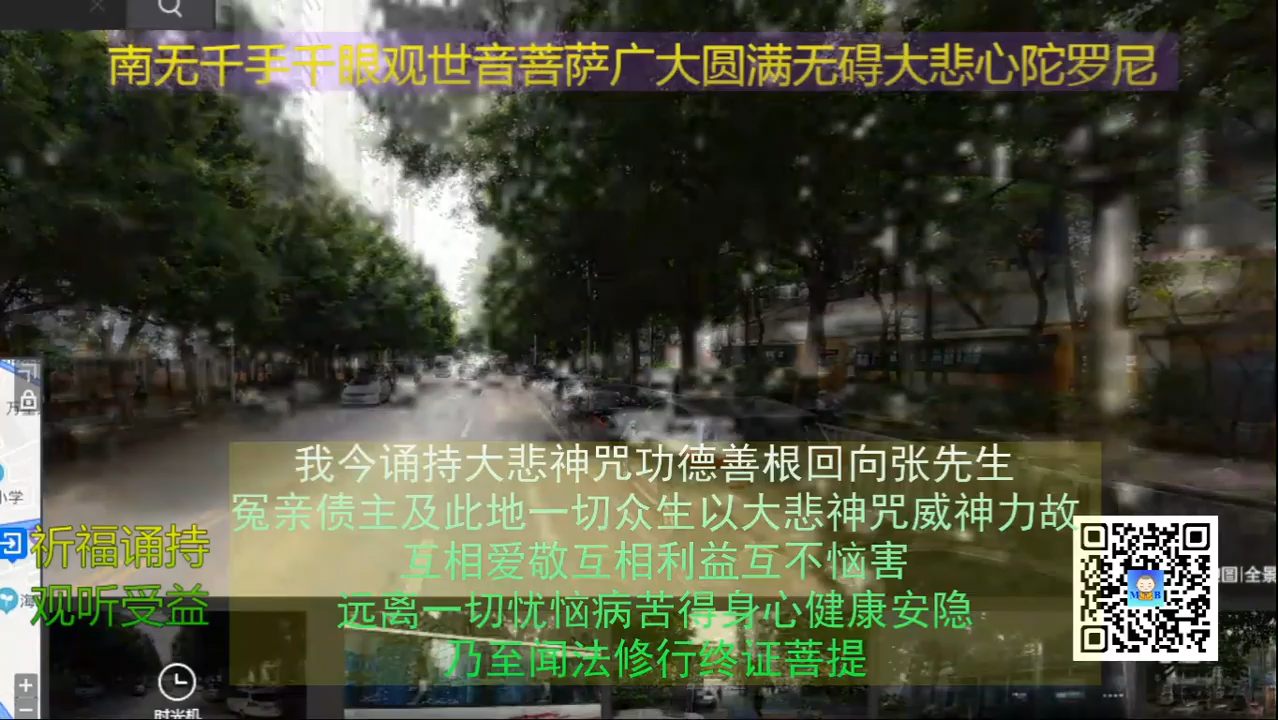 南无千手千眼观世音菩萨广大圆满无碍大悲心陀罗尼
我今诵持大悲神咒功德善根回向张先生
冤亲债主及此地一切众生以大悲神咒威神力故
互相爱敬互相利益互不恼害
远离一切忧恼病苦得身心健康安隐
乃至闻法修行终证菩提
祈福诵持
观听受益
小学
海
全景
时光机
M B